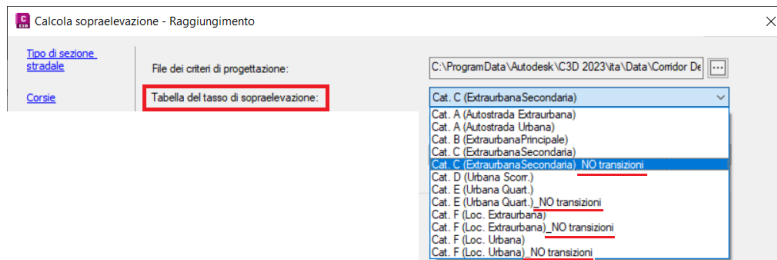 Calcola sopraelevazione - Raggiungimento
Tipo di sezione
stradale
Corsie
File dei criteri di progettazione:
C:\ProgramData\Autodesk\C3D 2023\ita\Data\Corridor De
...
Tabella del tasso di sopraelevazione:
Cat. C (ExtraurbanaSecondaria)
Cat. A (Autostrada Extraurbana)
Cat. A (Autostrada Urbana)
Cat. B (ExtraurbanaPrincipale)
Cat. C (ExtraurbanaSecondaria)
Cat. C (ExtraurbanaSecondaria)_NO transizioni
Cat. D (Urbana Scorr.)
Cat. E (Urbana Quart.)
Cat. E (Urbana Quart.)_NO transizioni
Cat. F (Loc. Extraurbana)
Cat. F (Loc. Extraurbana)_NO transizioni
Cat. F (Loc. Urbana)
Cat. F (Loc. Urbana)_NO transizioni